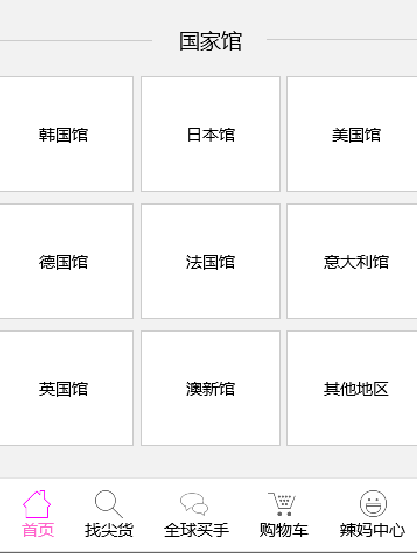 国家馆
韩国馆 日本馆 美国馆
德国馆 法国馆 意大利馆
英国馆 澳新馆 其他地区
首页 找尖货 全球买手 购物车 辣妈中心